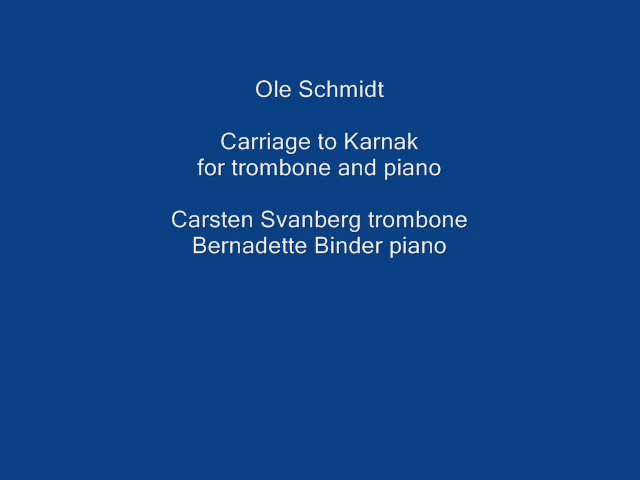 Ole Schmidt
Carriage to Karnak
for trombone and piano
Carsten Svanberg trombone
Bernadette Binder piano